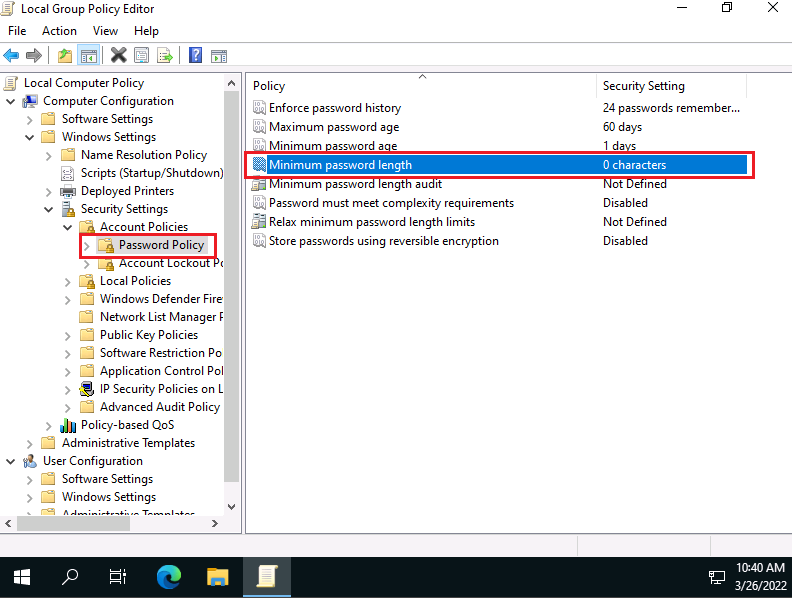 Local Group Policy Editor
File Action View Help
Local Computer Policy
Computer Configuration
Software Settings
Windows Settings
Name Resolution Policy
Scripts (Startup/Shutdown)
Deployed Printers
Security Settings
Account Policies
Password Policy
Account Lockout Po
Local Policies
Windows Defender Fire
Network List Manager P
Public Key Policies
Software Restriction Po
Application Control Pol
IP Security Policies on L
Advanced Audit Policy
Policy-based QoS
Administrative Templates
User Configuration
Software Settings
Windows Settings
Administrative Templates
Policy Security Setting
Enforce password history 24 passwords remember...
Maximum password age 60 days
Minimum password age 1 days
Minimum password length 0 characters
Minimum password length audit Not Defined
Password must meet complexity requirements Disabled
Relax minimum password length limits Not Defined
Store passwords using reversible encryption Disabled
10:40 AM
3/26/2022